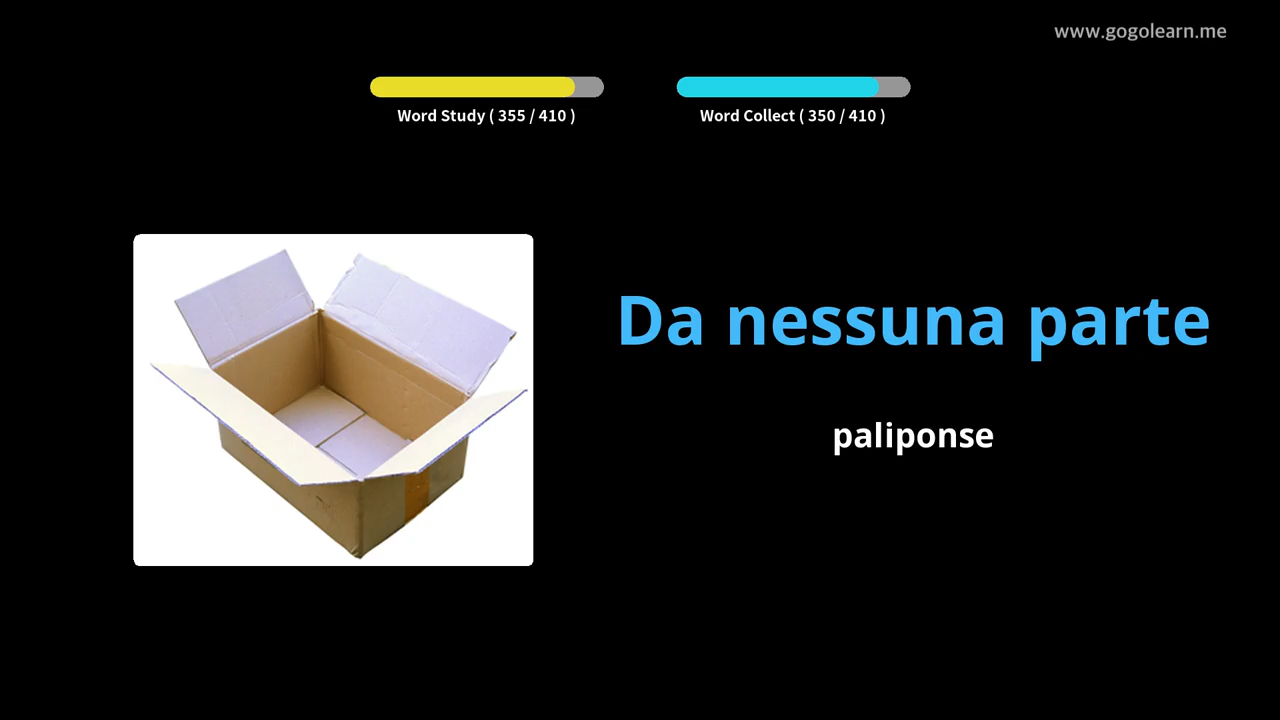 www.gogolearn.me
Word Study ( 355 / 410 )
Word Collect ( 350 / 410 )
Da nessuna parte
paliponse